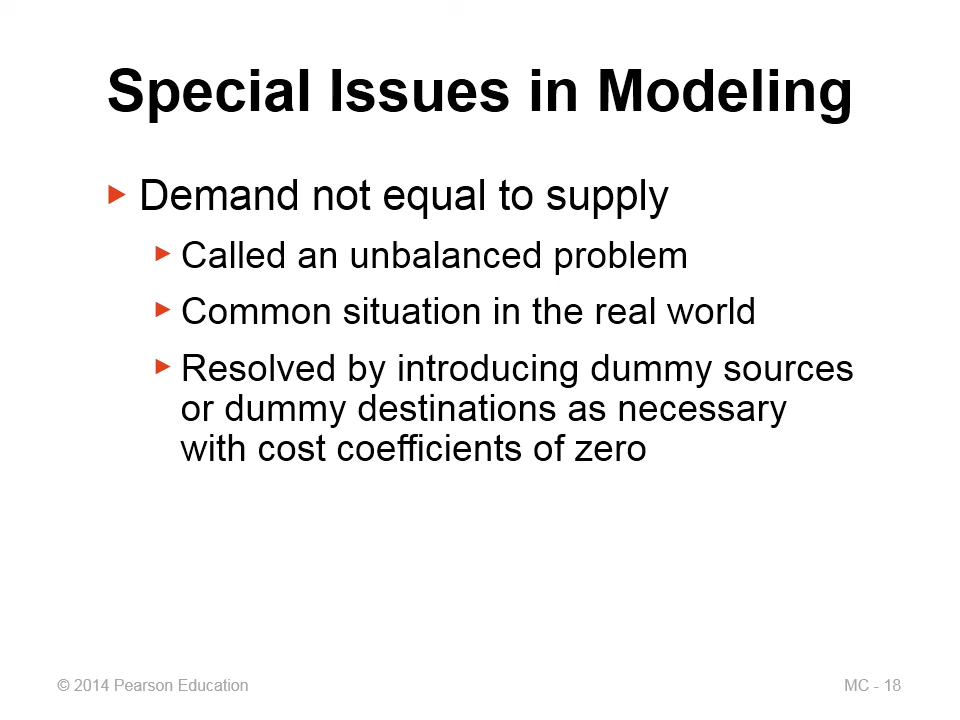 Special Issues in Modeling
Demand not equal to supply
Called an unbalanced problem
Common situation in the real world
Resolved by introducing dummy sources
or dummy destinations as necessary
with cost coefficients of zero
© 2014 Pearson Education
MC - 18